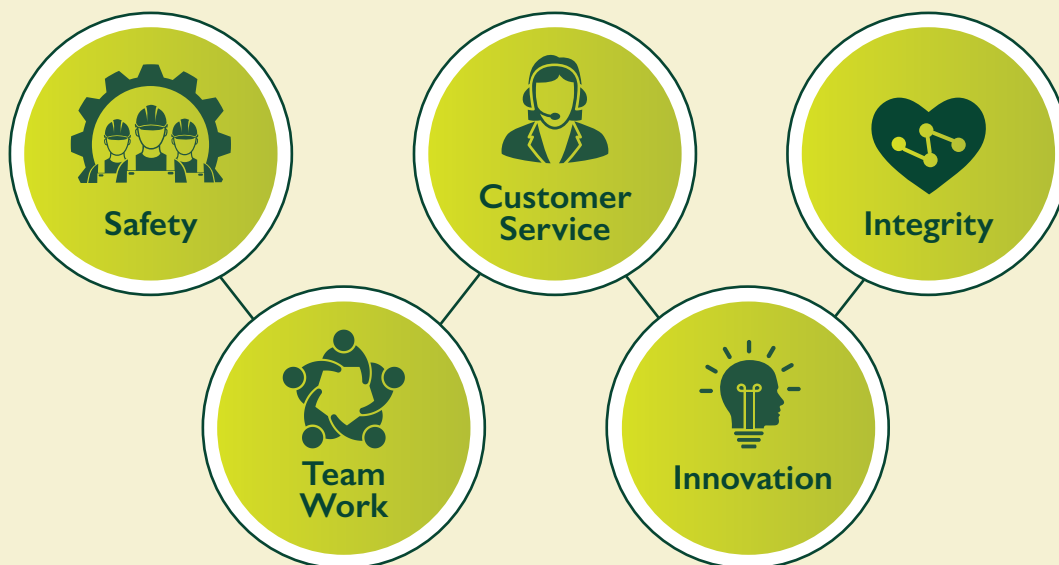 Safety
Customer
Service
Integrity
Team
Work
Innovation